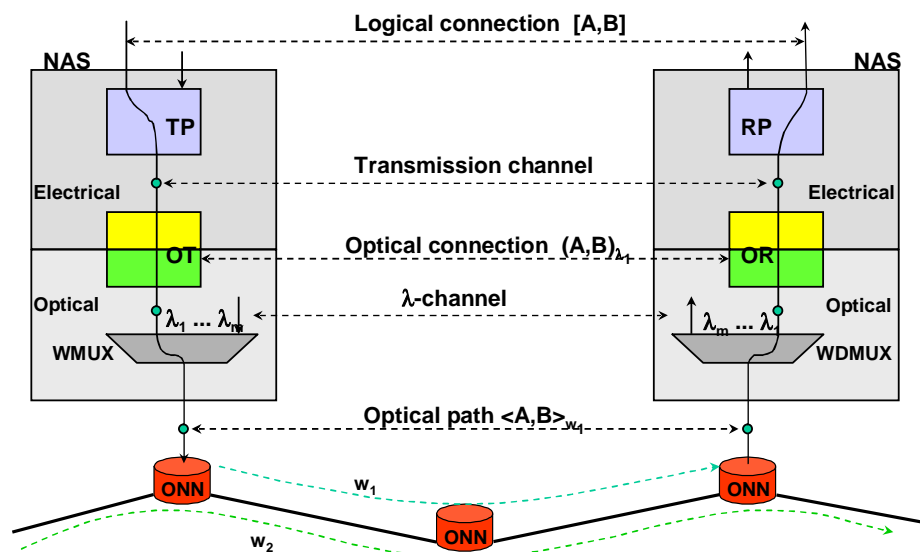 Logical connection [A,B]
NAS
NAS
TP
RP
Transmission channel
Electrical
Electrical
Optical connection (A,B)λ1
OT
OR
λ-channel
Optical
Optical
λ1 ... λm
λm ... λ1
WMUX
WDMUX
Optical path <A,B>w1
ONN
w1
ONN
ONN
w2